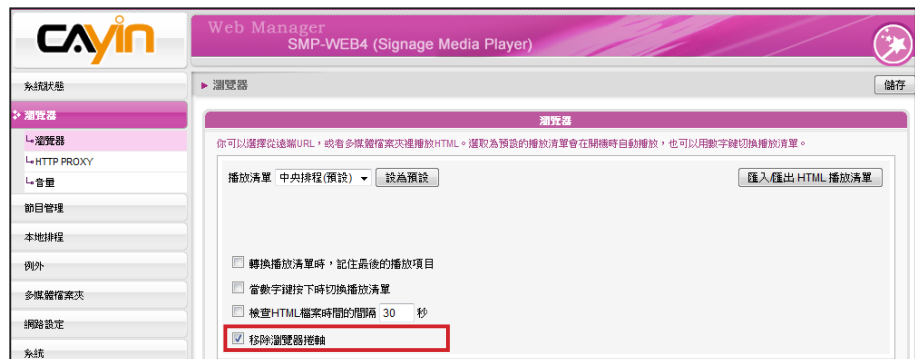 CAYin
Web Manager
SMP-WEB4 (Signage Media Player)
系統狀態
瀏覽器
儲存
瀏覽器
瀏覽器
HTTP PROXY
音量
節目管理
本地排程
例外
多媒體檔案夾
網路設定
系統
瀏覽器
你可以選擇從遠端URL，或者多媒體檔案夾裡播放HTML。選取為預設的播放清單會在開機時自動播放，也可以用數字鍵切換播放清單。
播放清單 中央排程(預設) 設為預設 匯入/匯出 HTML 播放清單
轉換播放清單時，記住最後的播放項目
當數字鍵按下時切換播放清單
檢查HTML檔案時間的間隔 30 秒
移除瀏覽器捲軸